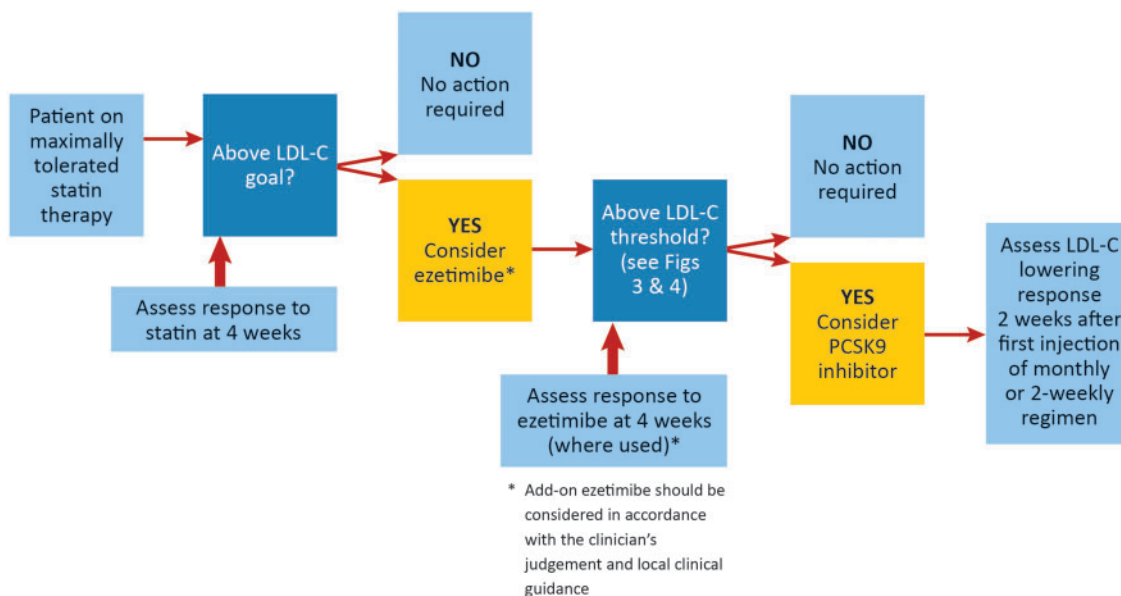 Patient on
maximally
tolerated
statin
therapy
Above LDL-C
goal?
Assess response to
statin at 4 weeks
NO
No action
required
YES
Consider
ezetimibe*
Above LDL-C
threshold?
(see Figs
3 & 4)
Assess response to
ezetimibe at 4 weeks
(where used)*
* Add-on ezetimibe should be
considered in accordance
with the clinician's
judgement and local clinical
guidance
NO
No action
required
YES
Consider
PCSK9
inhibitor
Assess LDL-C
lowering
response
2 weeks after
first injection
of monthly
or 2-weekly
regimen